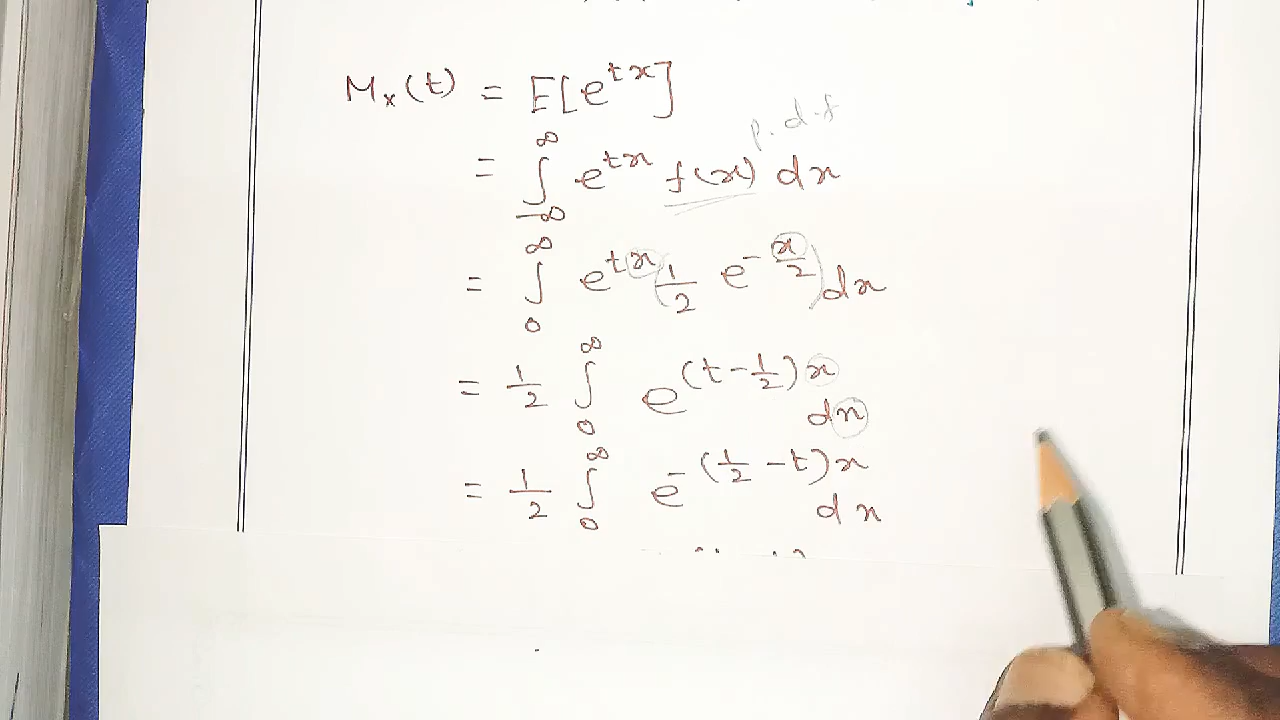 Mₓ(t) = E[e^{tx}]
p.d.f
= ∫_{-∞}^{∞} e^{tx} f(x) dx
= ∫_{0}^{∞} e^{tx} (1/2 e^{-x/2}) dx
= 1/2 ∫_{0}^{∞} e^{(t-1/2)x} dx
= 1/2 ∫_{0}^{∞} e^{-(1/2-t)x} dx